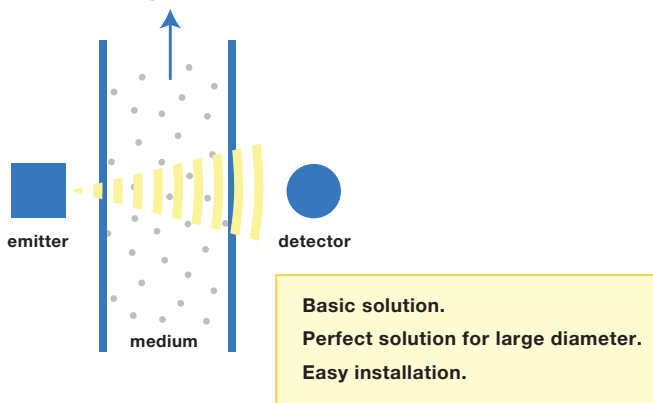 emitter
detector
medium
Basic solution.
Perfect solution for large diameter.
Easy installation.